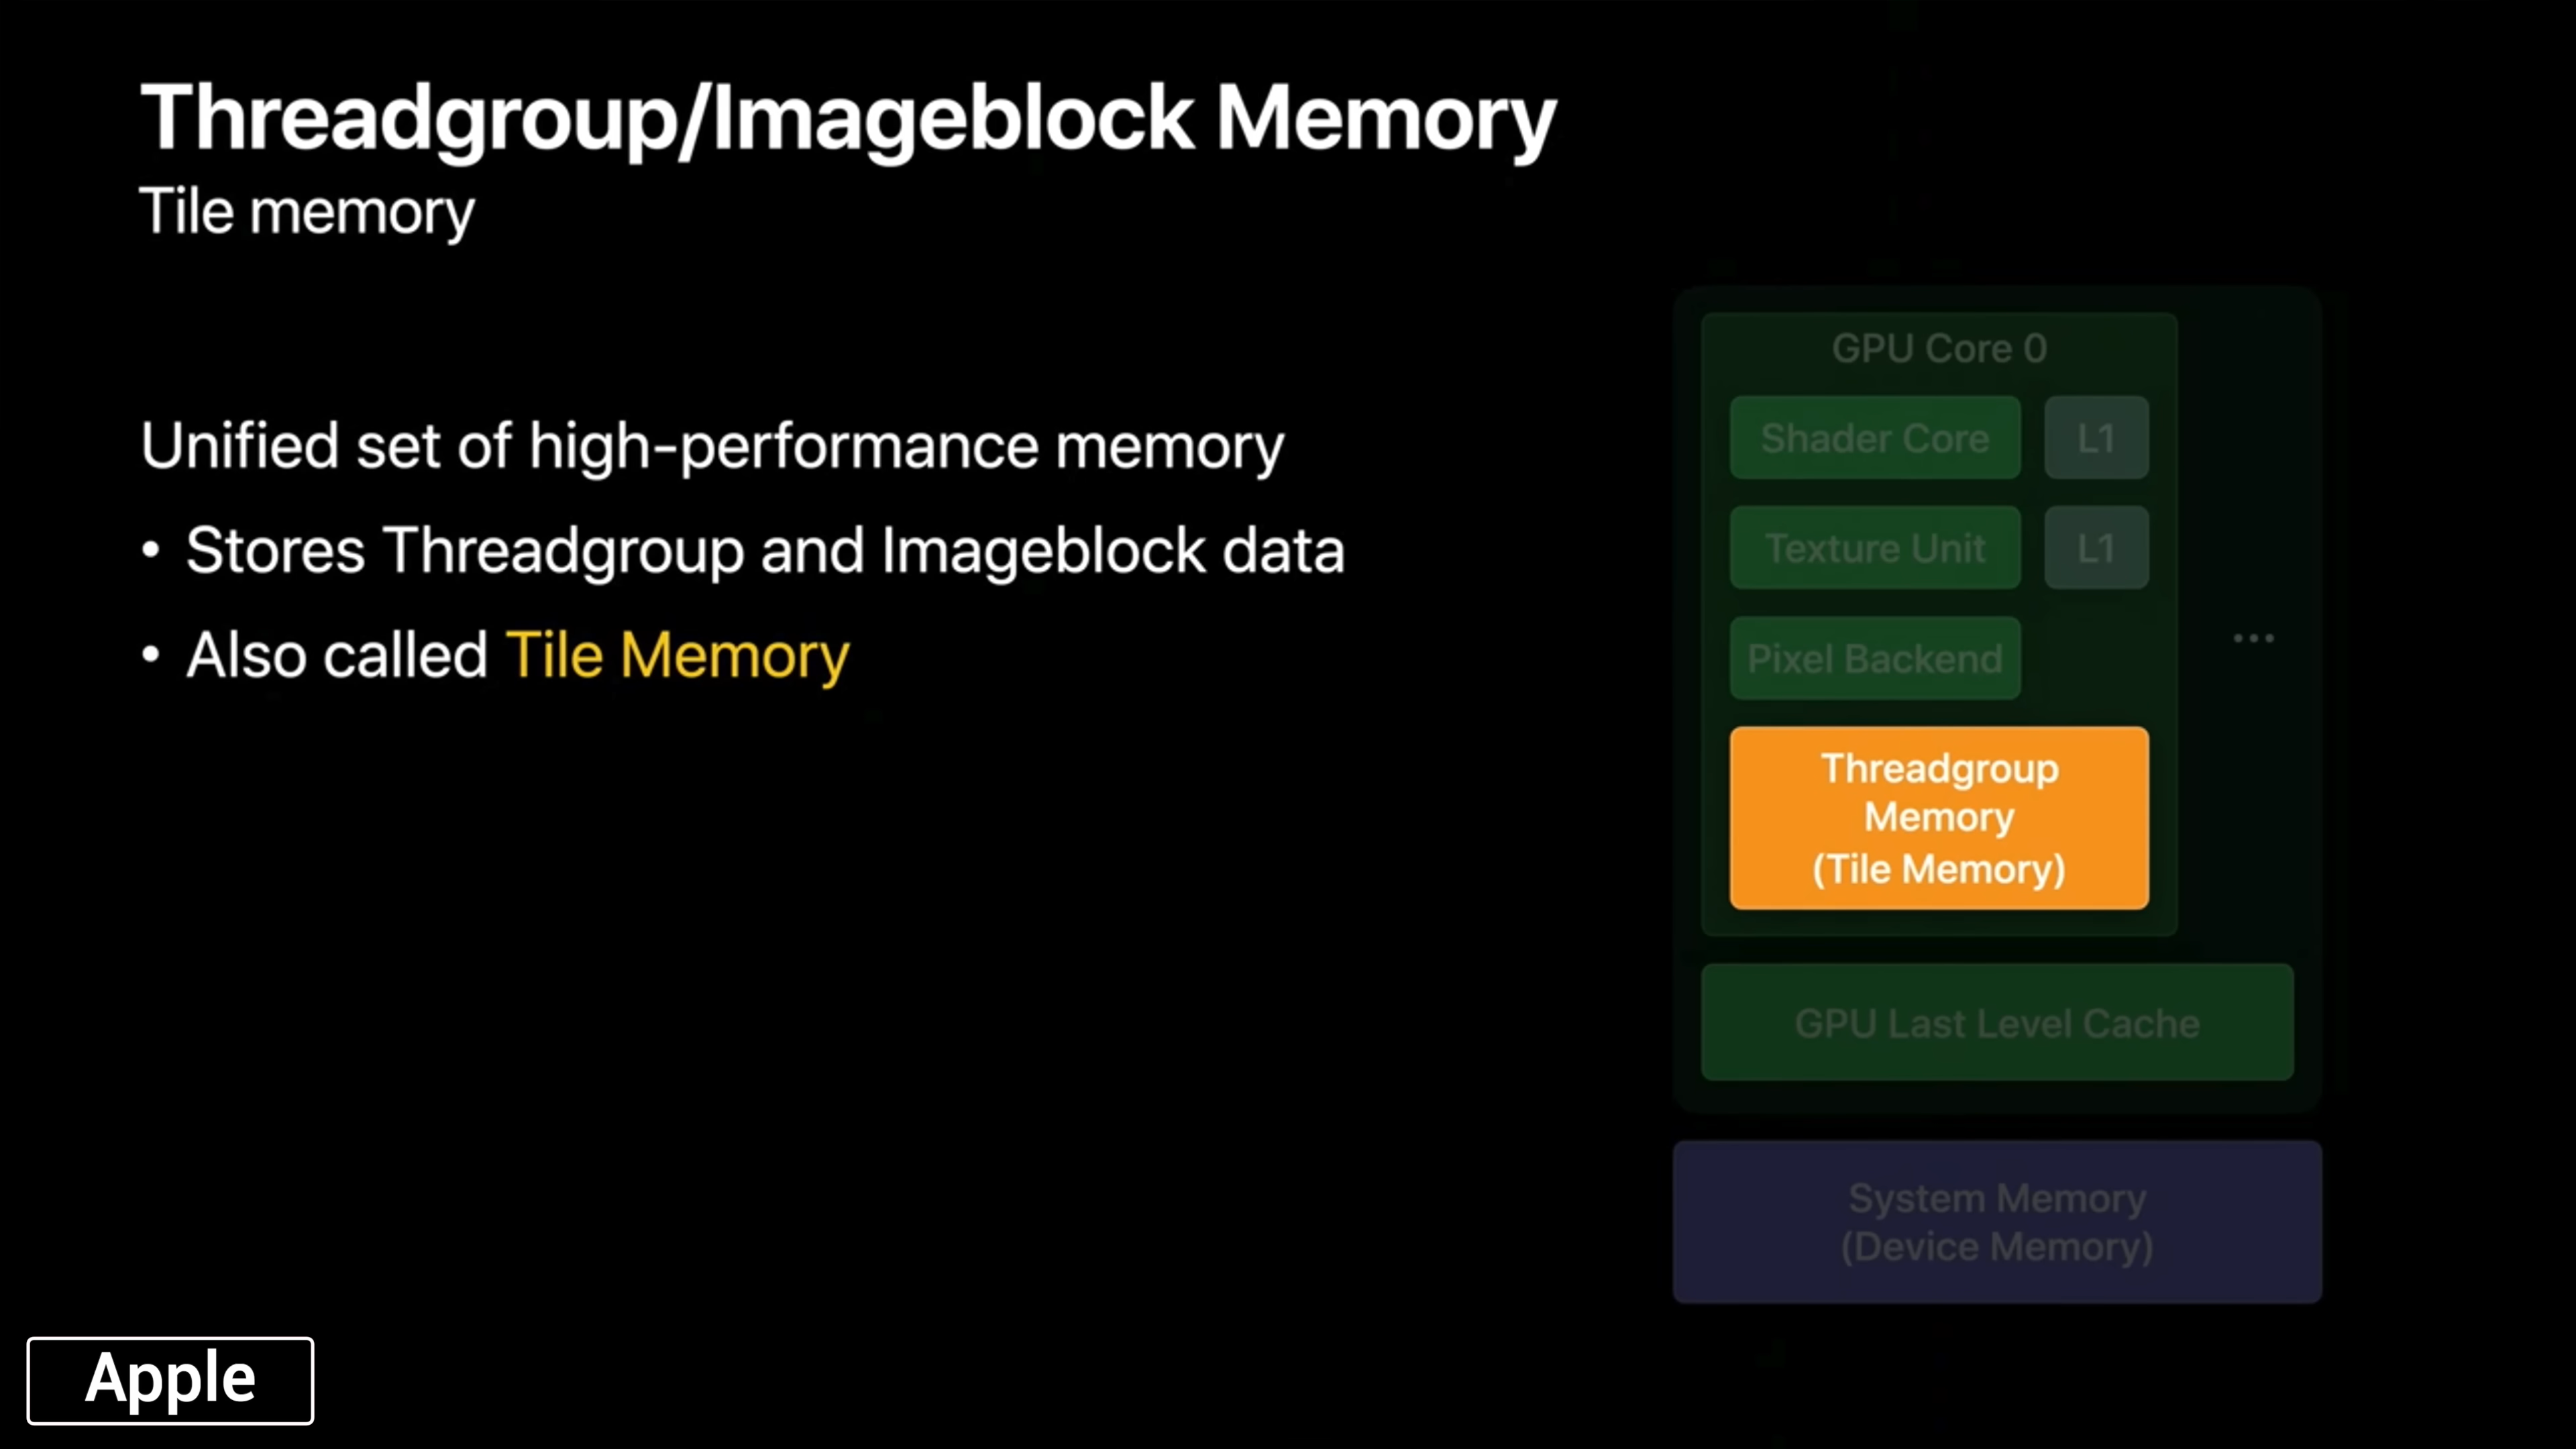 Threadgroup/Imageblock Memory
Tile memory
Unified set of high-performance memory
• Stores Threadgroup and Imageblock data
• Also called Tile Memory
GPU Core 0
Shader Core
L1
Texture Unit
L1
Pixel Backend
...
Threadgroup
Memory
(Tile Memory)
GPU Last Level Cache
System Memory
(Device Memory)
Apple